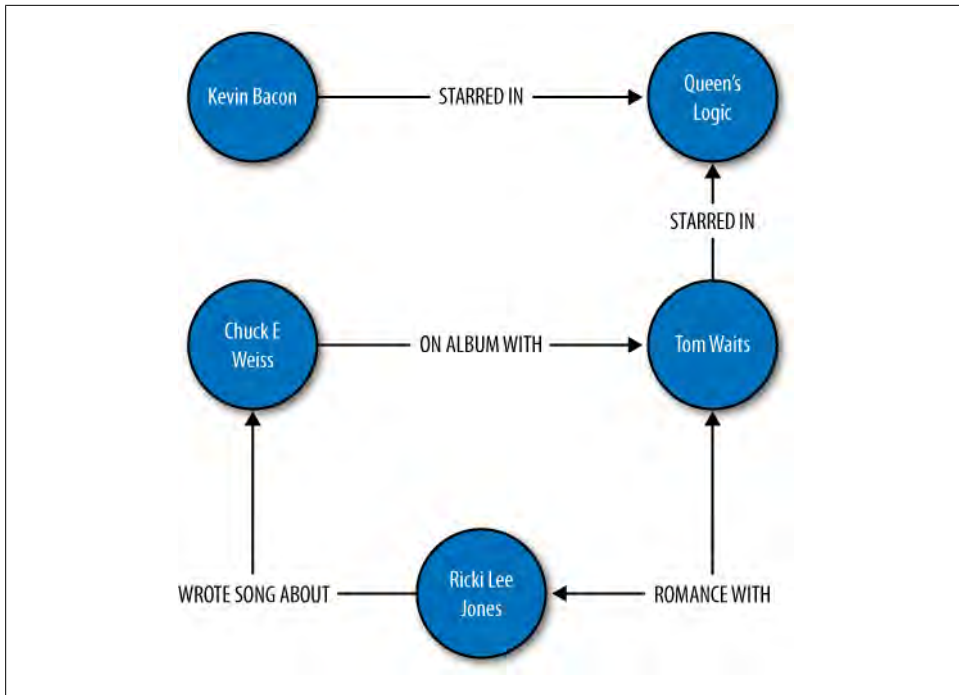 Kevin Bacon
STARRED IN
Queen's
Logic
STARRED IN
Chuck E
Weiss
ON ALBUM WITH
Tom Waits
WROTE SONG ABOUT
Ricki Lee
Jones
ROMANCE WITH